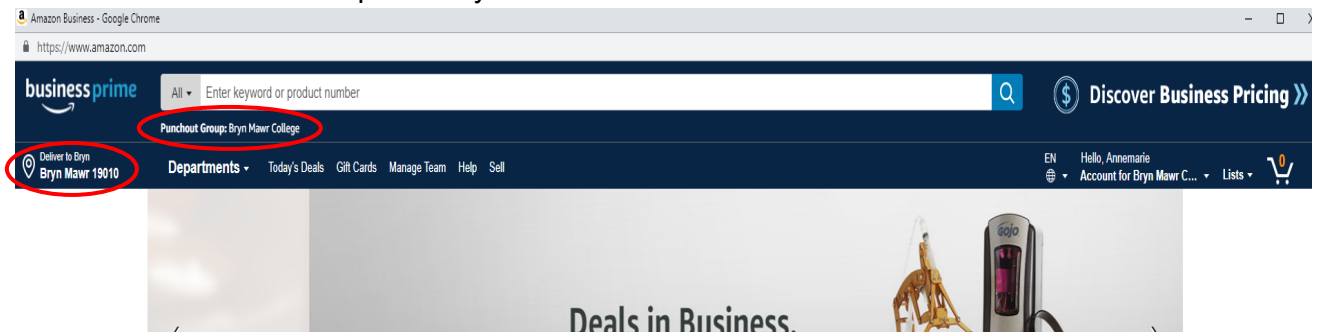 Amazon Business - Google Chrome
https://www.amazon.com
business prime
All Enter keyword or product number
Discover Business Pricing »
Punchout Group: Bryn Mawr College
Deliver to Bryn
Bryn Mawr 19010
Departments Today's Deals Gift Cards Manage Team Help Sell
EN
Hello, Annemarie
Account for Bryn Mawr C... Lists
0
GOJO
Deals in Business.